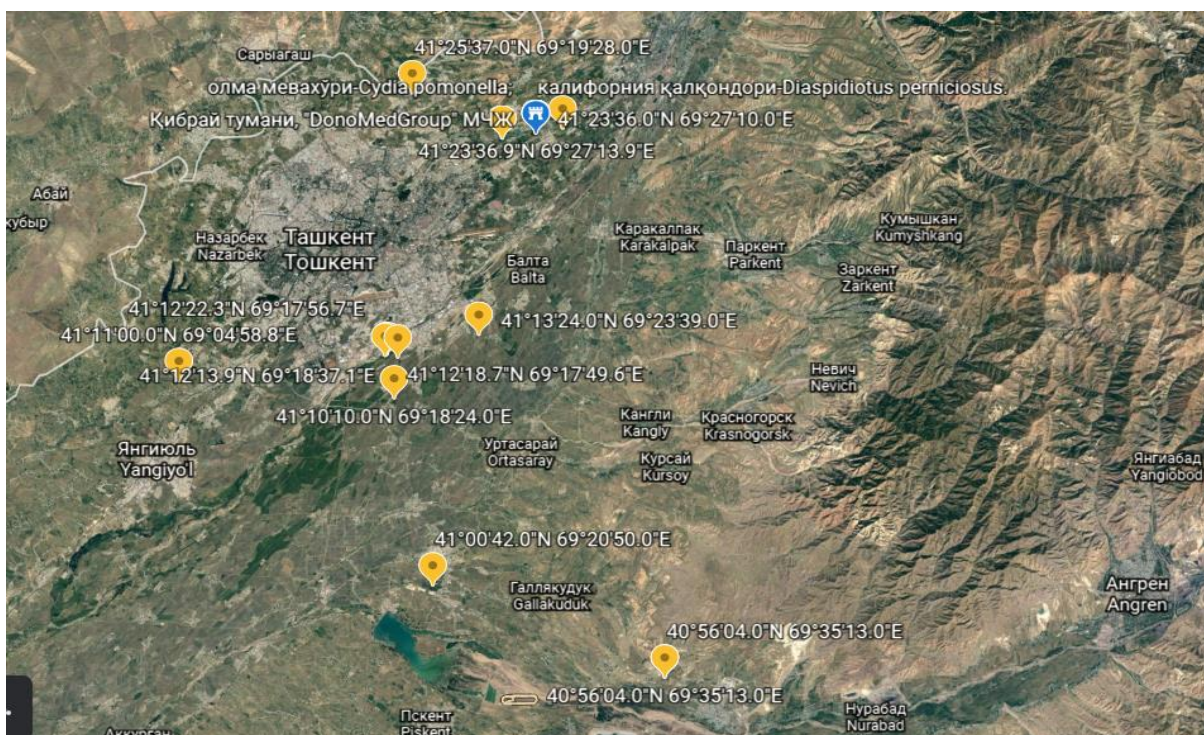 Сарыагаш
41°25'37.0"N 69°19'28.0"E
олма мевахўри-Cydia pomonella; калифория қалқондори-Diaspidiotus perniciosus.
Қибрай тумани, "DonoMedGroup" МЧЖ
41°23'36.0"N 69°27'10.0"E
41°23'36.9"N 69°27'13.9"E
Абай
Назарбек
Nazarbek
Ташкент
Тошкент
Каракалпак
Karakalpak
Кумышкан
Kumyshkang
Паркент
Parkent
Балта
Balta
Заркент
Zarkent
41°12'22.3"N 69°17'56.7"E
41°13'24.0"N 69°23'39.0"E
41°11'00.0"N 69°04'58.8"E
41°12'13.9"N 69°18'37.1"E
41°12'18.7"N 69°17'49.6"E
Невич
Nevich
41°10'10.0"N 69°18'24.0"E
Кангли
Kangly
Красногорск
Krasnogorsk
Янгиюль
Yangiyo'l
Уртасарай
Ortasaray
Курсай
Kursoy
Янгиабад
Yangiobod
41°00'42.0"N 69°20'50.0"E
Галлякудук
Gallakuduk
Ангрен
Angren
40°56'04.0"N 69°35'13.0"E
40°56'04.0"N 69°35'13.0"E
Пскент
Piskent
Нурабад
Nurabad
Аккурган